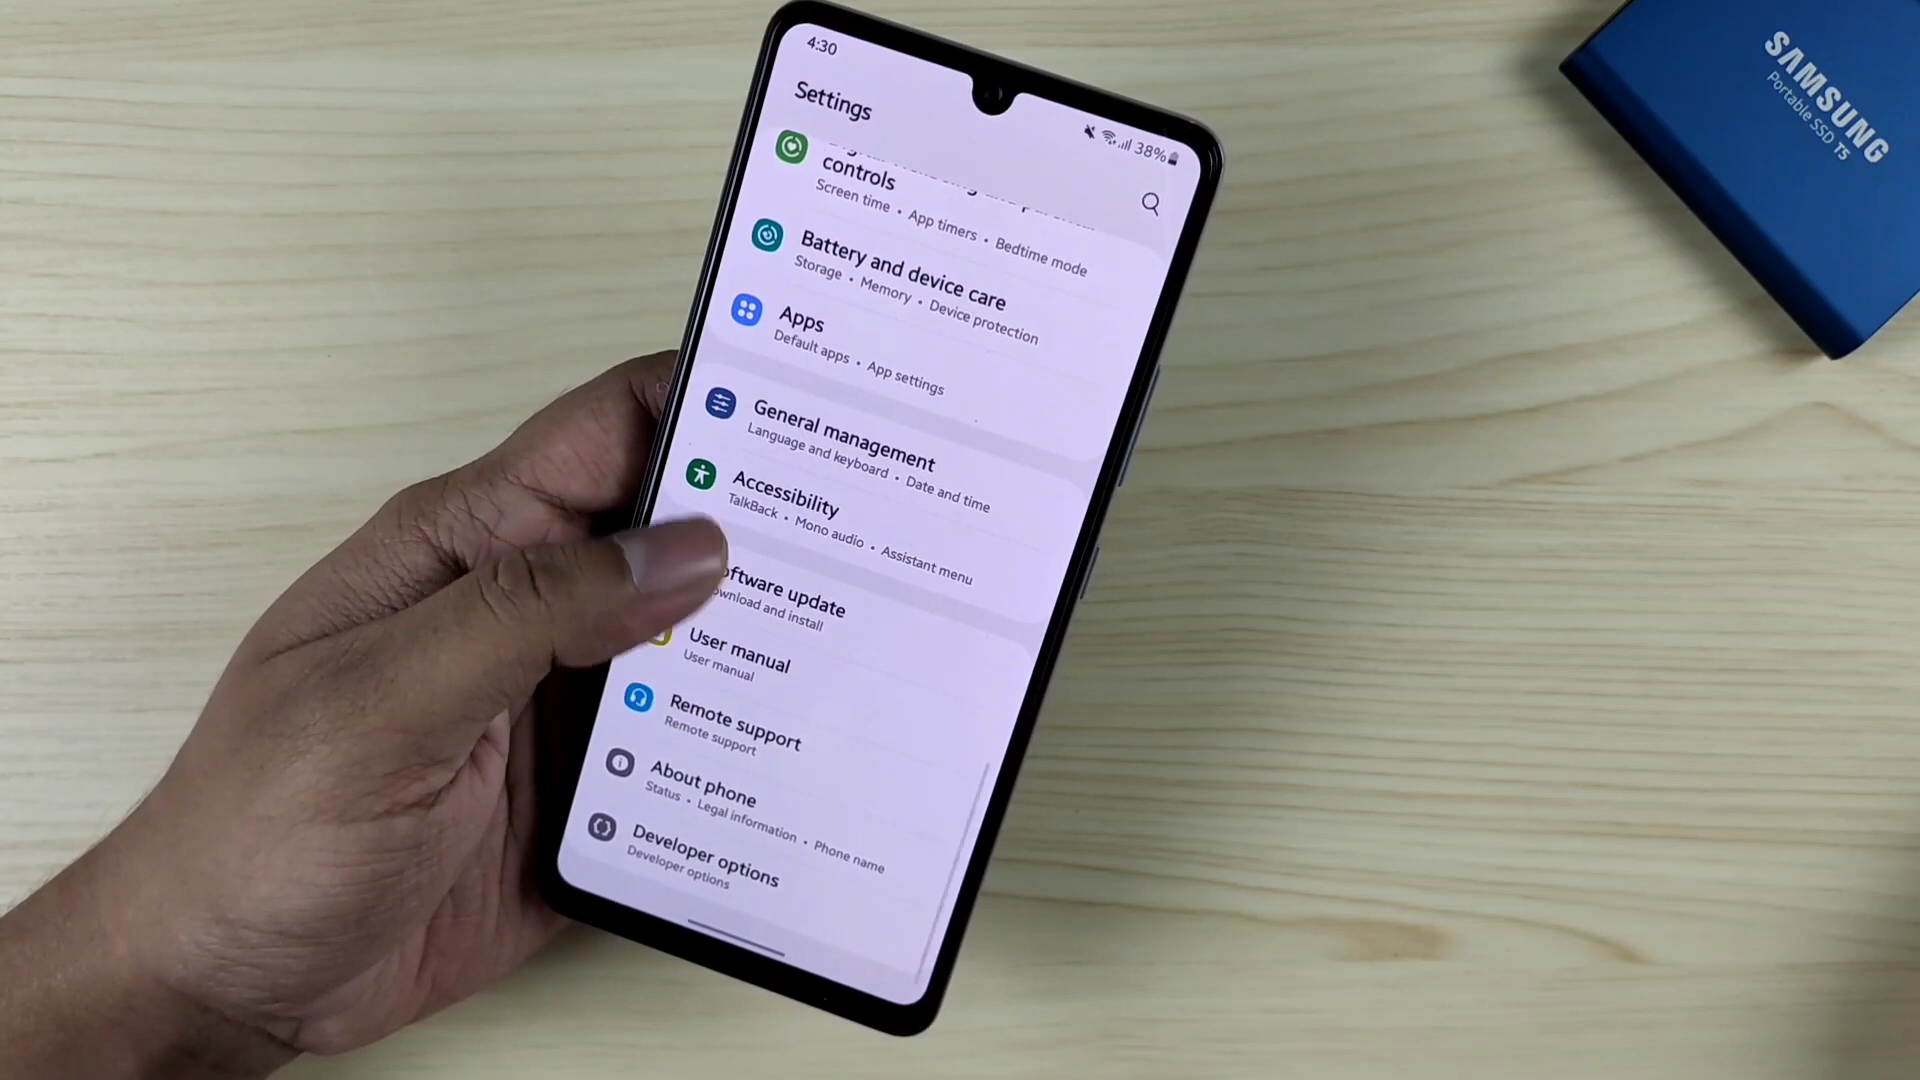 4:30
38%
Settings
controls
Screen time • App timers • Bedtime mode
Battery and device care
Storage • Memory • Device protection
Apps
Default apps • App settings
General management
Language and keyboard • Date and time
Accessibility
TalkBack • Mono audio • Assistant menu
oftware update
ownload and install
User manual
User manual
Remote support
Remote support
About phone
Status • Legal information • Phone name
Developer options
Developer options
SAMSUNG
Portable SSD T5